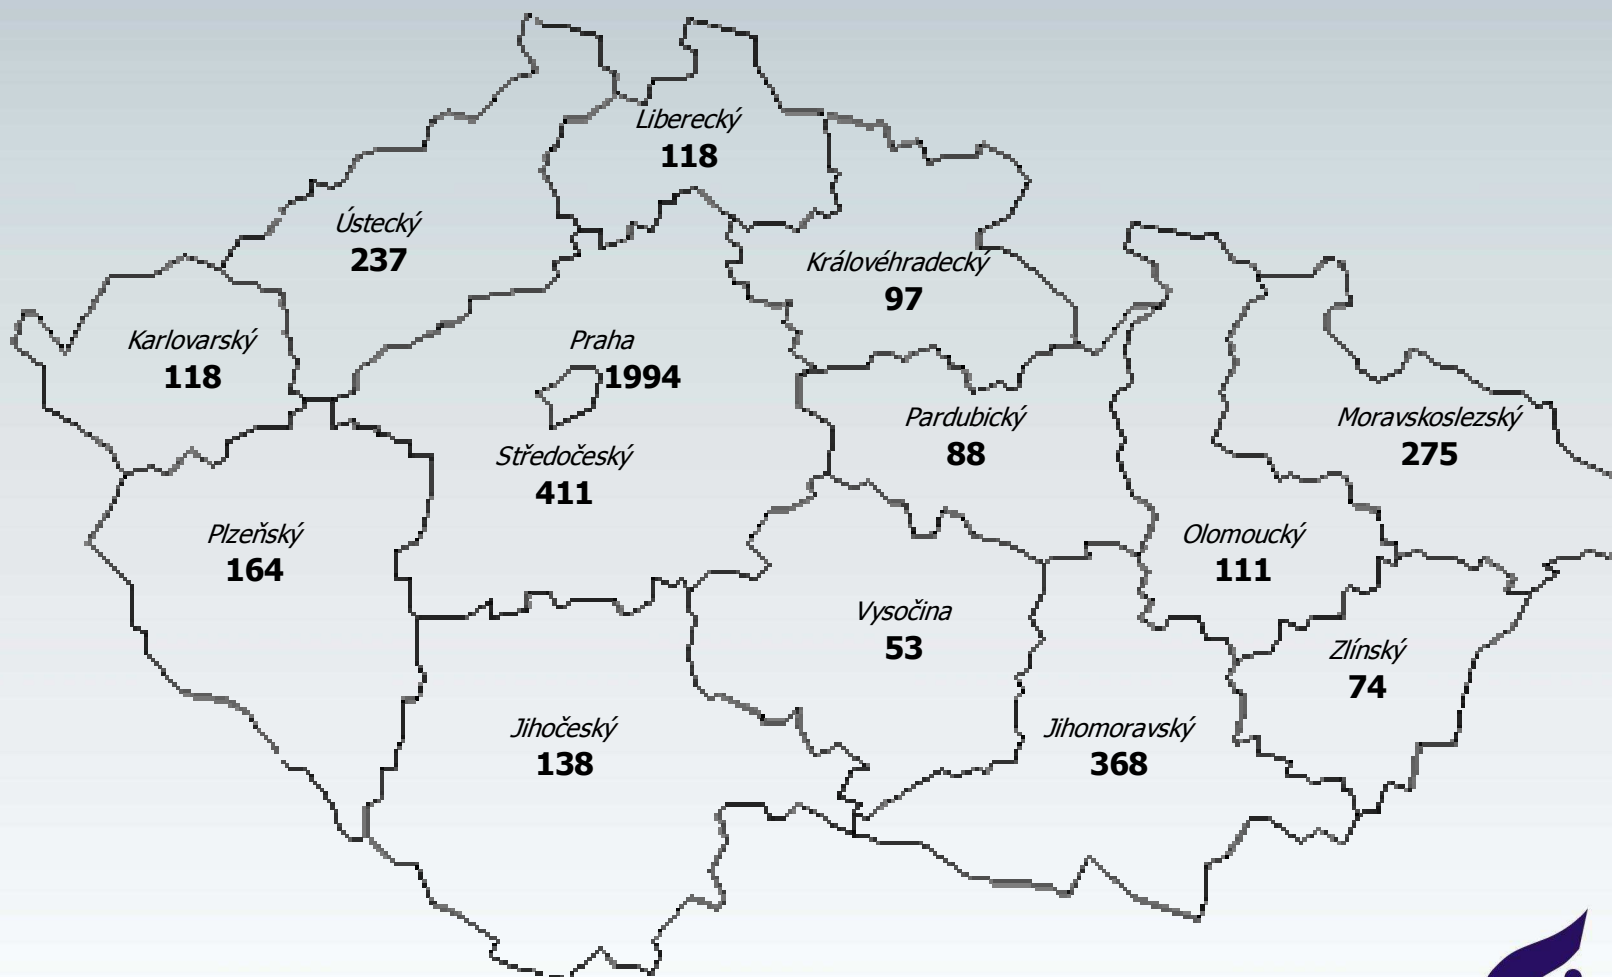 Liberecký
118
Ústecký
237
Královéhradecký
97
Karlovarský
118
Praha
1994
Pardubický
88
Moravskoslezský
275
Středočeský
411
Plzeňský
164
Olomoucký
111
Vysočina
53
Zlínský
74
Jihočeský
138
Jihomoravský
368